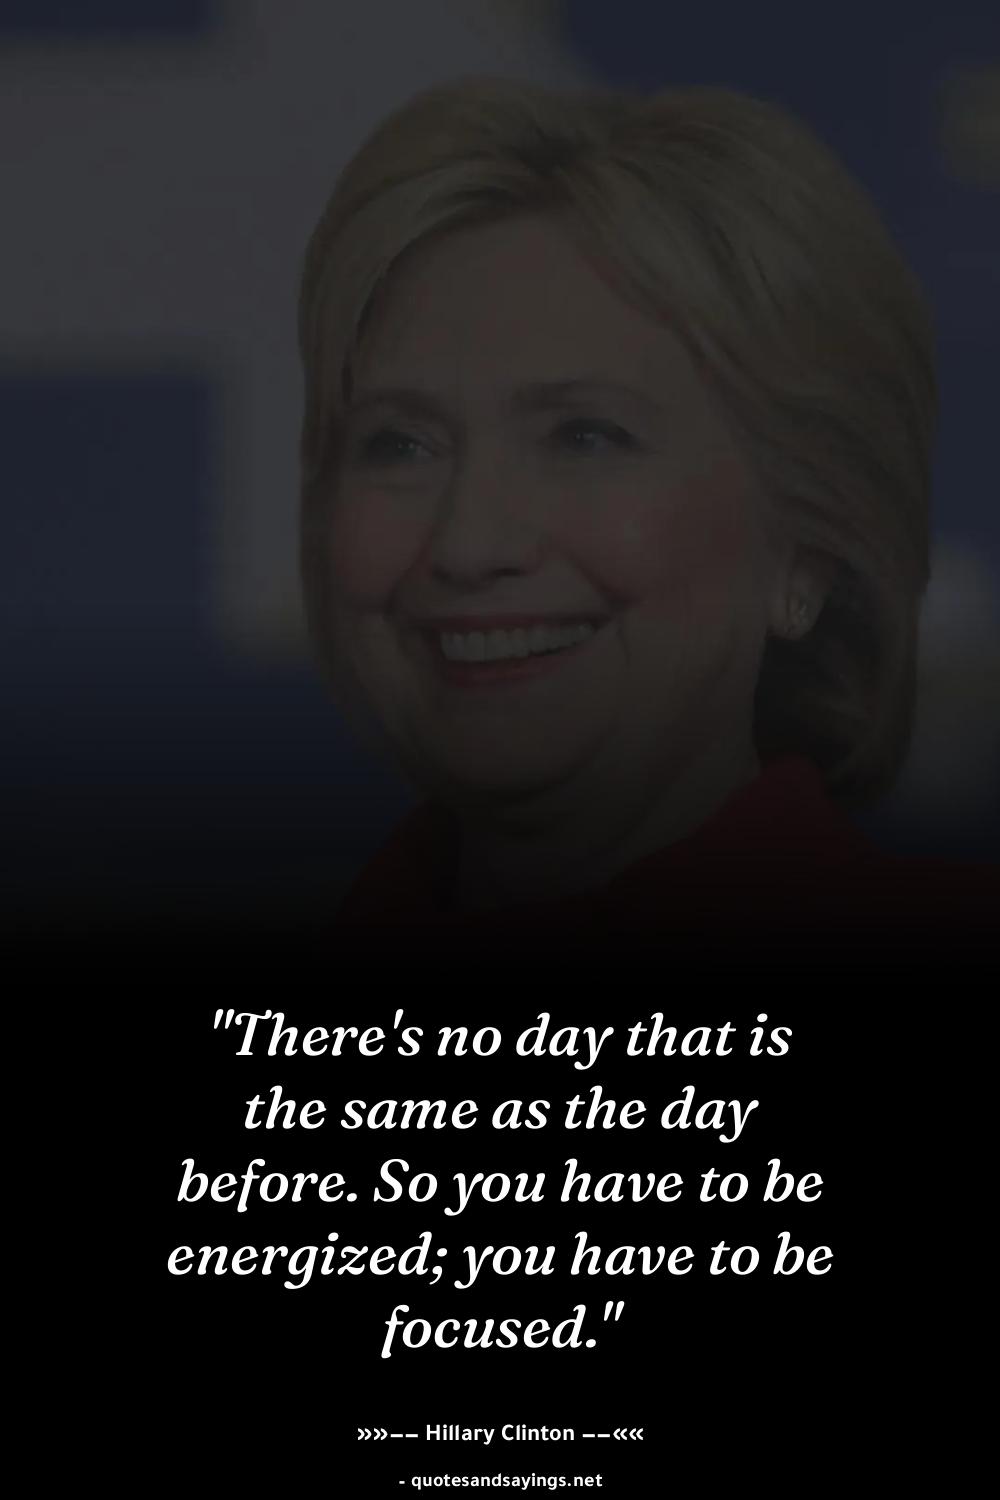 "There's no day that is
the same as the day
before. So you have to be
energized; you have to be
focused."
»»−− Hillary Clinton −−««
- quotesandsayings.net